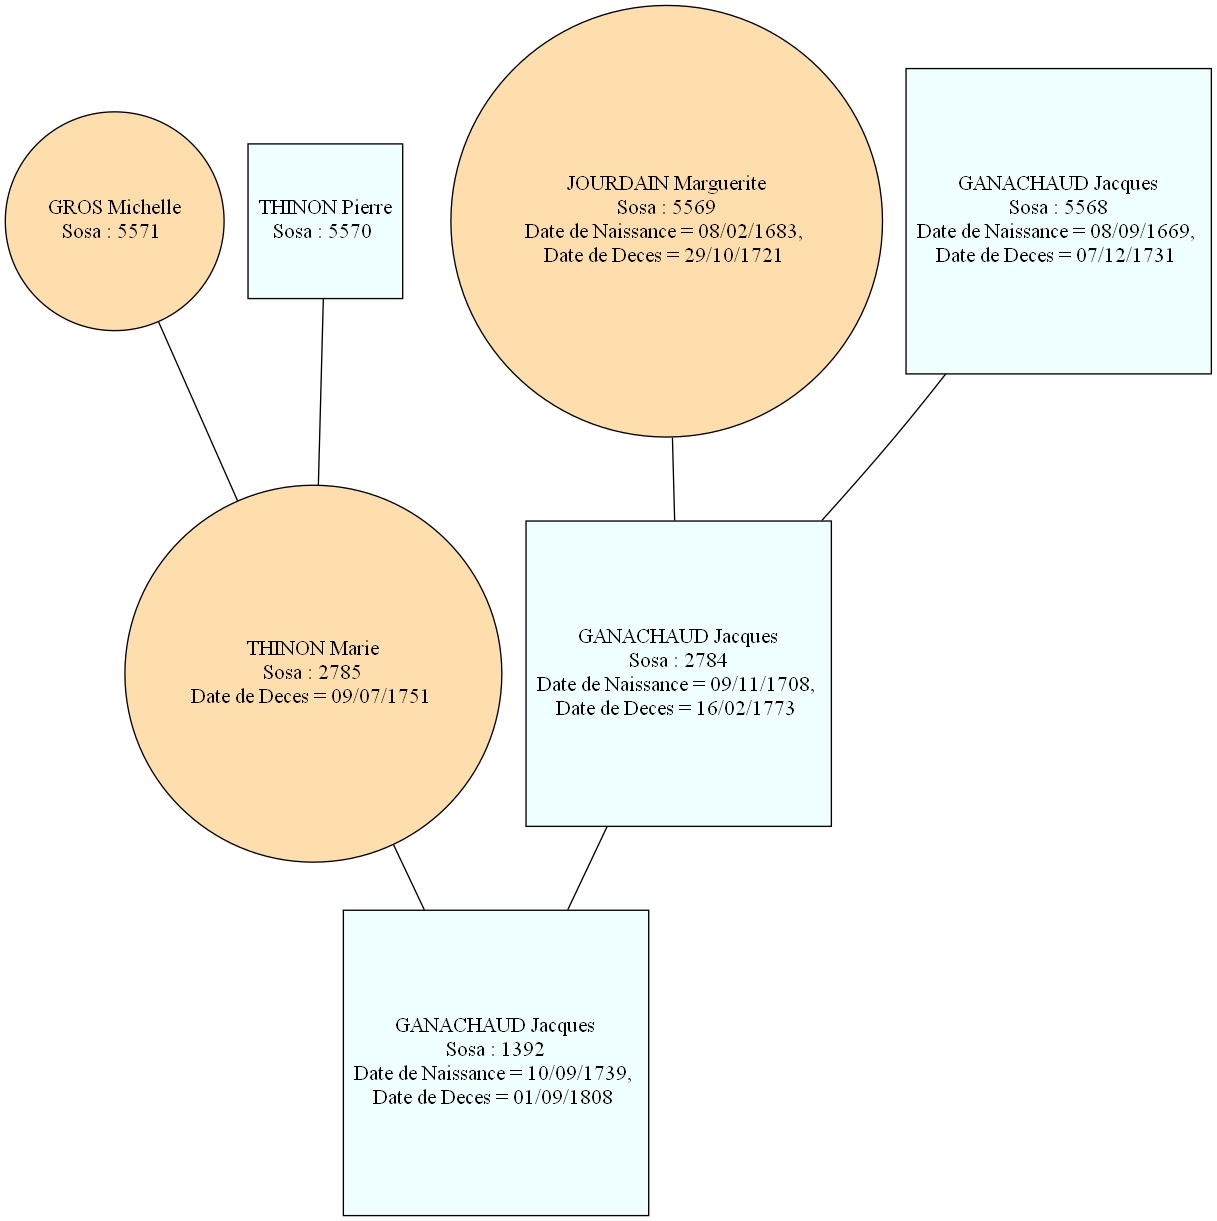 GROS Michelle
Sosa : 5571
THINON Pierre
Sosa : 5570
JOURDAIN Marguerite
Sosa : 5569
Date de Naissance = 08/02/1683,
Date de Deces = 29/10/1721
GANACHAUD Jacques
Sosa : 5568
Date de Naissance = 08/09/1669,
Date de Deces = 07/12/1731
THINON Marie
Sosa : 2785
Date de Deces = 09/07/1751
GANACHAUD Jacques
Sosa : 2784
Date de Naissance = 09/11/1708,
Date de Deces = 16/02/1773
GANACHAUD Jacques
Sosa : 1392
Date de Naissance = 10/09/1739,
Date de Deces = 01/09/1808